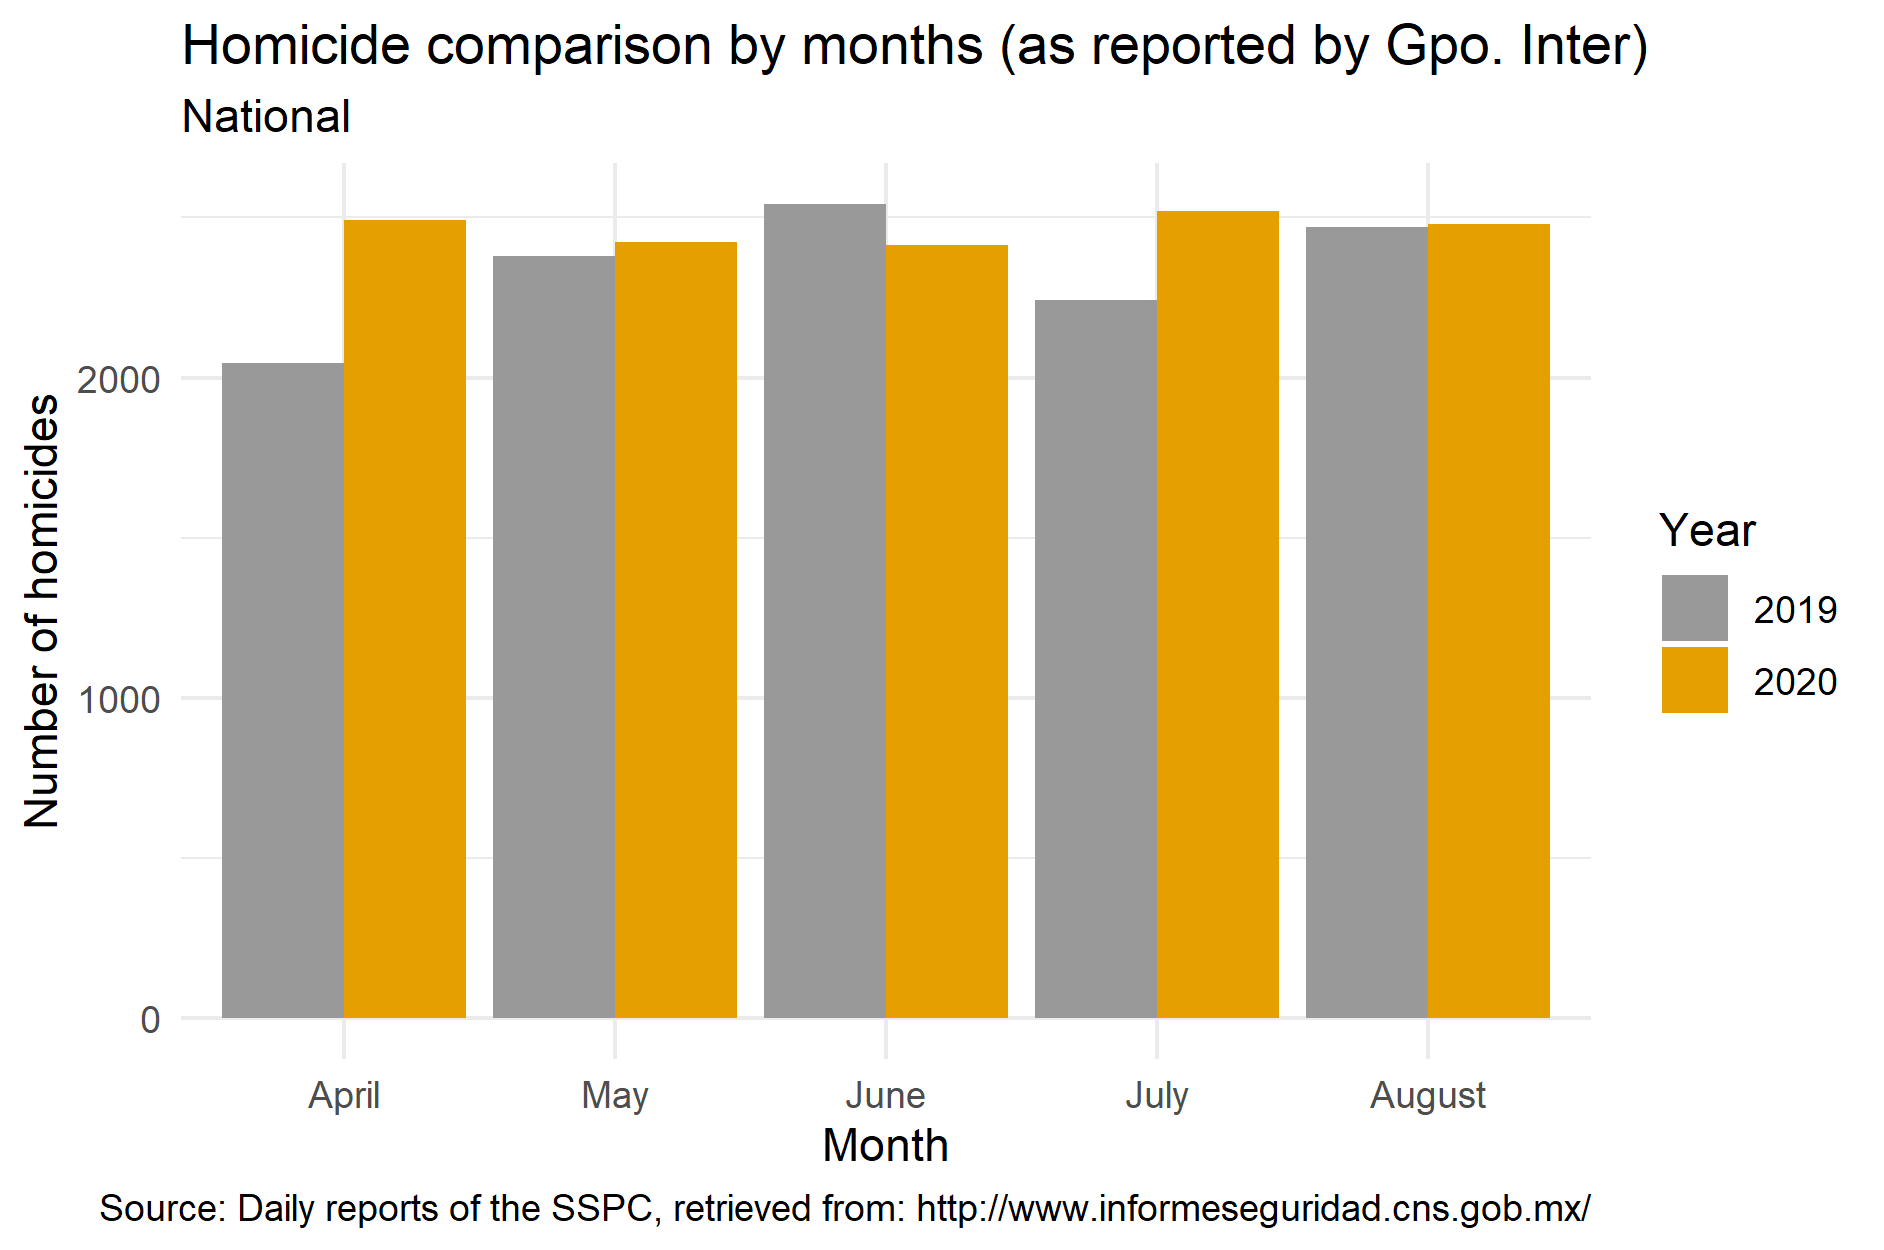 Homicide comparison by months (as reported by Gpo. Inter)
National
Number of homicides
2000
1000
0
April
May
June
July
August
Month
Year
2019
2020
Source: Daily reports of the SSPC, retrieved from: http://www.informeseguridad.cns.gob.mx/